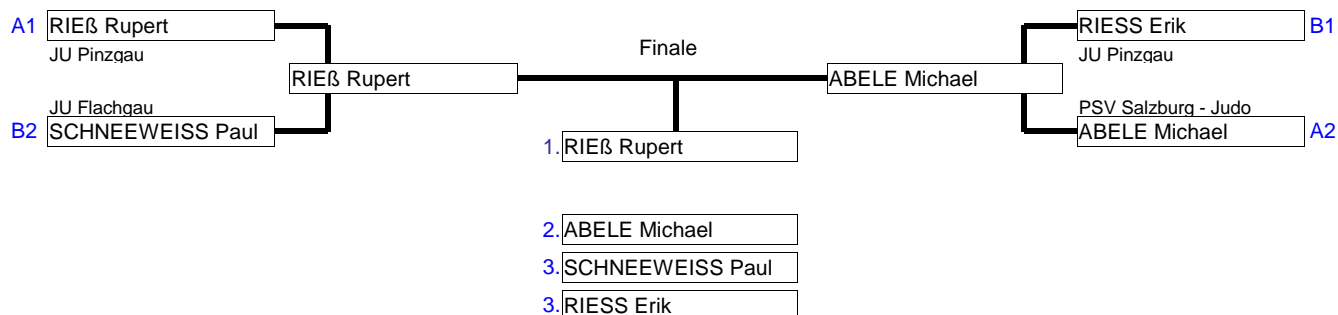 A1 RIEß Rupert
JU Pinzgau
RIESS Erik B1
JU Pinzgau
Finale
RIEß Rupert
ABELE Michael
JU Flachgau
B2 SCHNEEWEISS Paul
PSV Salzburg - Judo
ABELE Michael A2
1. RIEß Rupert
2. ABELE Michael
3. SCHNEEWEISS Paul
3. RIESS Erik